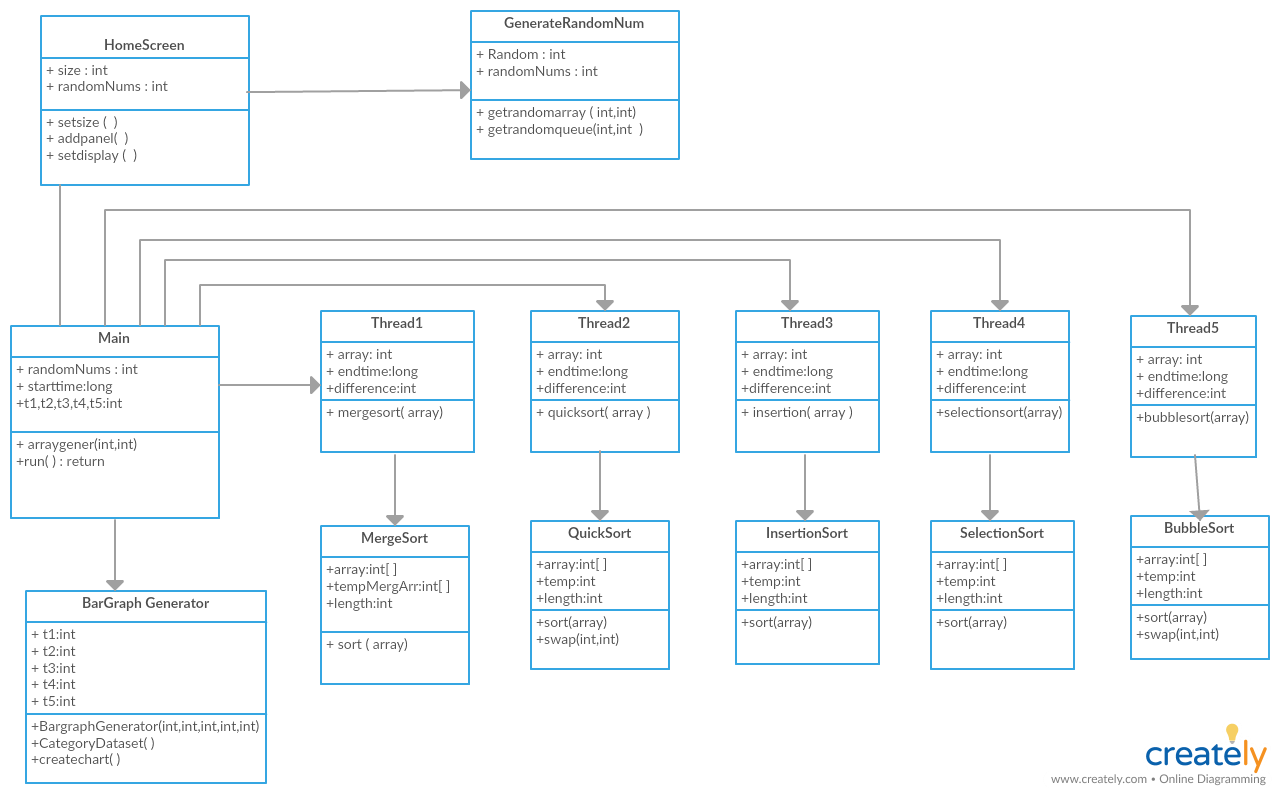 HomeScreen
+ size : int
+ randomNums : int
+ setsize ( )
+ addpanel( )
+ setdisplay ( )
GenerateRandomNum
+ Random : int
+ randomNums : int
+ getrandomarray ( int,int)
+ getrandomqueue(int,int )
Main
+ randomNums : int
+ starttime:long
+t1,t2,t3,t4,t5:int
+ arraygener(int,int)
+run( ) : return
Thread1
+ array: int
+ endtime:long
+difference:int
+ mergesort( array)
Thread2
+ array: int
+ endtime:long
+difference:int
+ quicksort( array )
Thread3
+ array: int
+ endtime:long
+difference:int
+ insertion( array )
Thread4
+ array: int
+ endtime:long
+difference:int
+selectionsort(array)
Thread5
+ array: int
+ endtime:long
+difference:int
+bubblesort(array)
BarGraph Generator
+ t1:int
+ t2:int
+ t3:int
+ t4:int
+ t5:int
+BargraphGenerator(int,int,int,int,int)
+CategoryDataset( )
+createchart( )
MergeSort
+array:int[ ]
+tempMergArr:int[ ]
+length:int
+ sort ( array)
QuickSort
+array:int[ ]
+temp:int
+length:int
+sort(array)
+swap(int,int)
InsertionSort
+array:int[ ]
+temp:int
+length:int
+sort(array)
SelectionSort
+array:int[ ]
+temp:int
+length:int
+sort(array)
BubbleSort
+array:int[ ]
+temp:int
+length:int
+sort(array)
+swap(int,int)
creately
www.creately.com • Online Diagramming